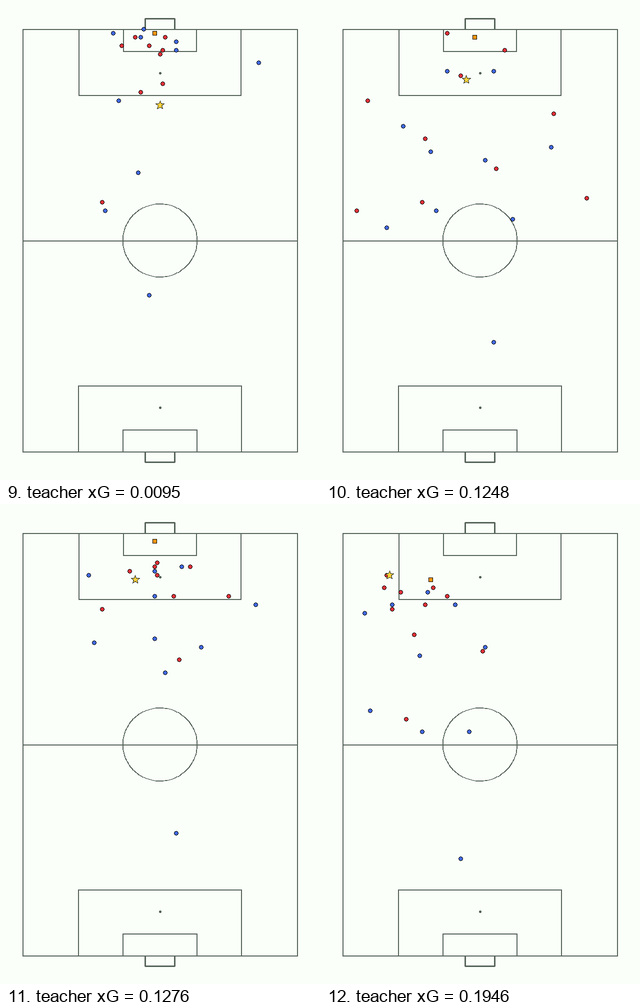 9. teacher xG = 0.0095
10. teacher xG = 0.1248
11. teacher xG = 0.1276
12. teacher xG = 0.1946